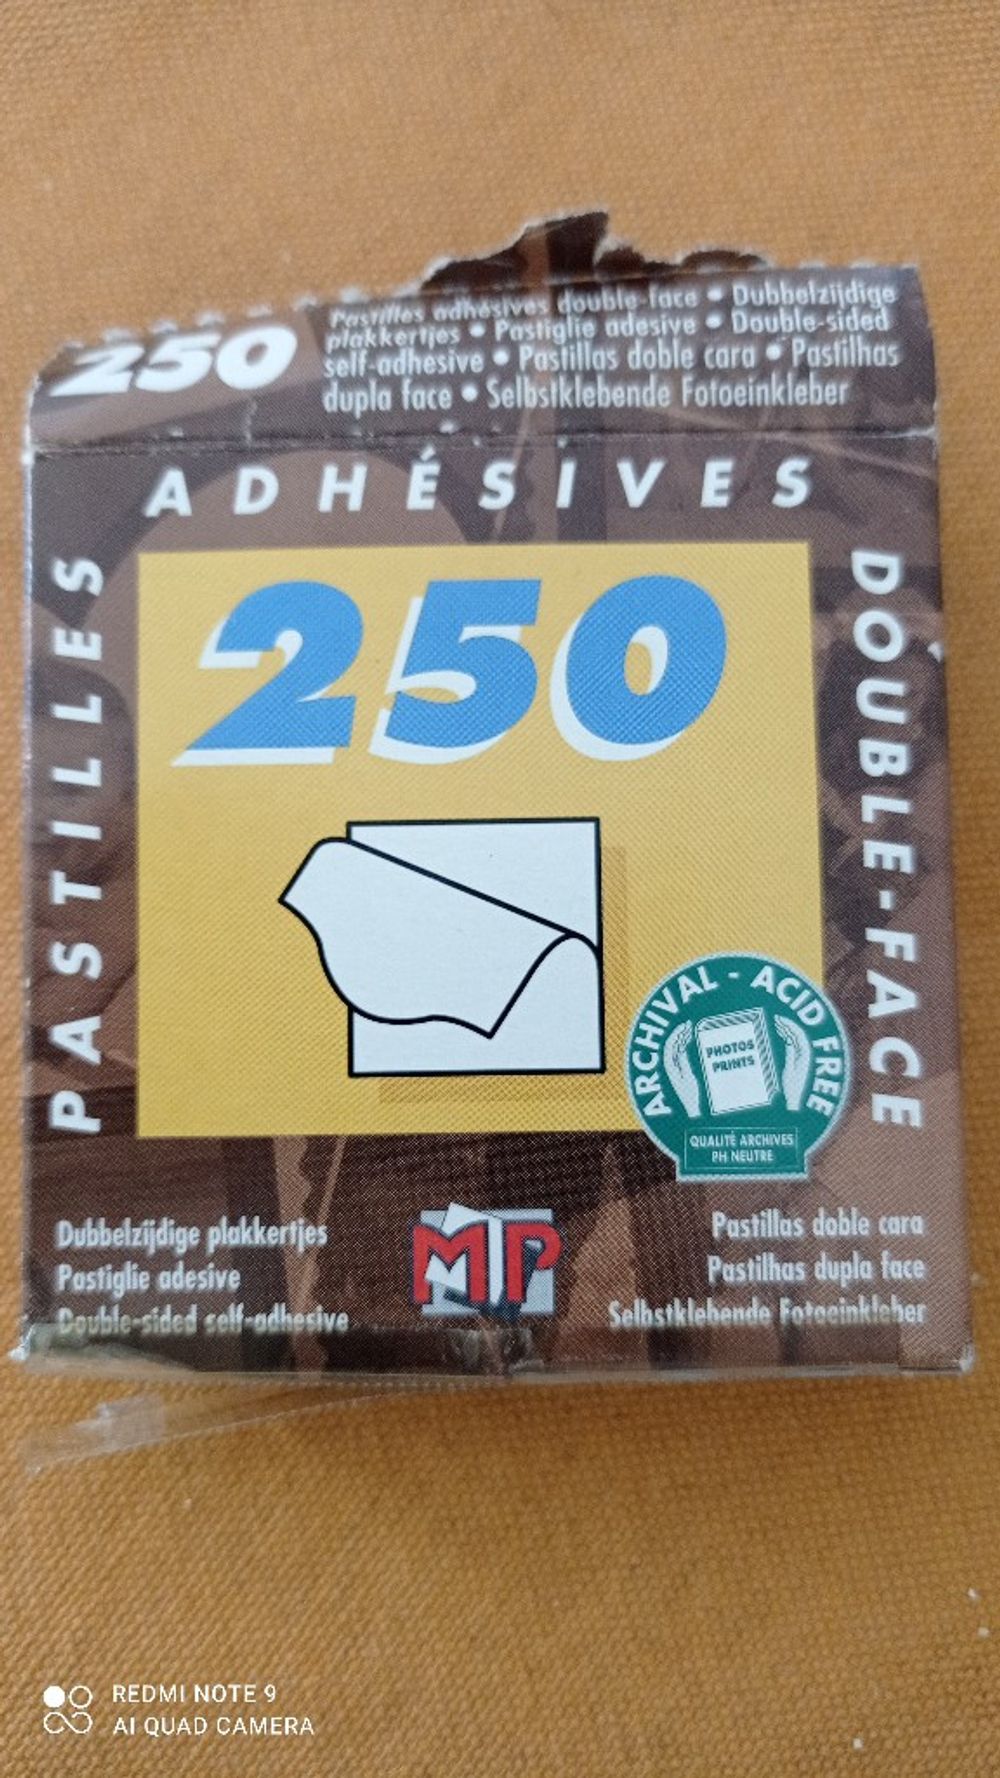 250
Pastilles adhésives double-face • Dubbelzijdige
plakkertjes • Pastiglie adesive • Double-sided
self-adhesive • Pastillas doble cara • Pastilhas
dupla face • Selbstklebende Fotoeinkleber
PASTILLES
ADHÉSIVES
DOUBLE-FACE
250
ARCHIVAL - ACID FREE
PHOTOS
PRINTS
QUALITÉ ARCHIVES
PH NEUTRE
Dubbelzijdige plakkertjes
Pastiglie adesive
Double-sided self-adhesive
MTP
Pastillas doble cara
Pastilhas dupla face
Selbstklebende Fotoeinkleber
REDMI NOTE 9
AI QUAD CAMERA